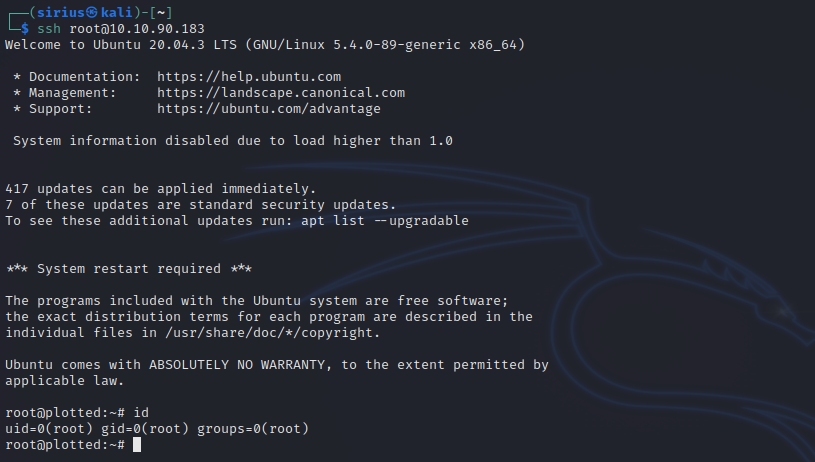 ┌──(sirius㉿kali)-[~]
└─$ ssh root@10.10.90.183
Welcome to Ubuntu 20.04.3 LTS (GNU/Linux 5.4.0-89-generic x86_64)
* Documentation: https://help.ubuntu.com
* Management: https://landscape.canonical.com
* Support: https://ubuntu.com/advantage
System information disabled due to load higher than 1.0
417 updates can be applied immediately.
7 of these updates are standard security updates.
To see these additional updates run: apt list --upgradable
*** System restart required ***
The programs included with the Ubuntu system are free software;
the exact distribution terms for each program are described in the
individual files in /usr/share/doc/*/copyright.
Ubuntu comes with ABSOLUTELY NO WARRANTY, to the extent permitted by
applicable law.
root@plotted:~# id
uid=0(root) gid=0(root) groups=0(root)
root@plotted:~#